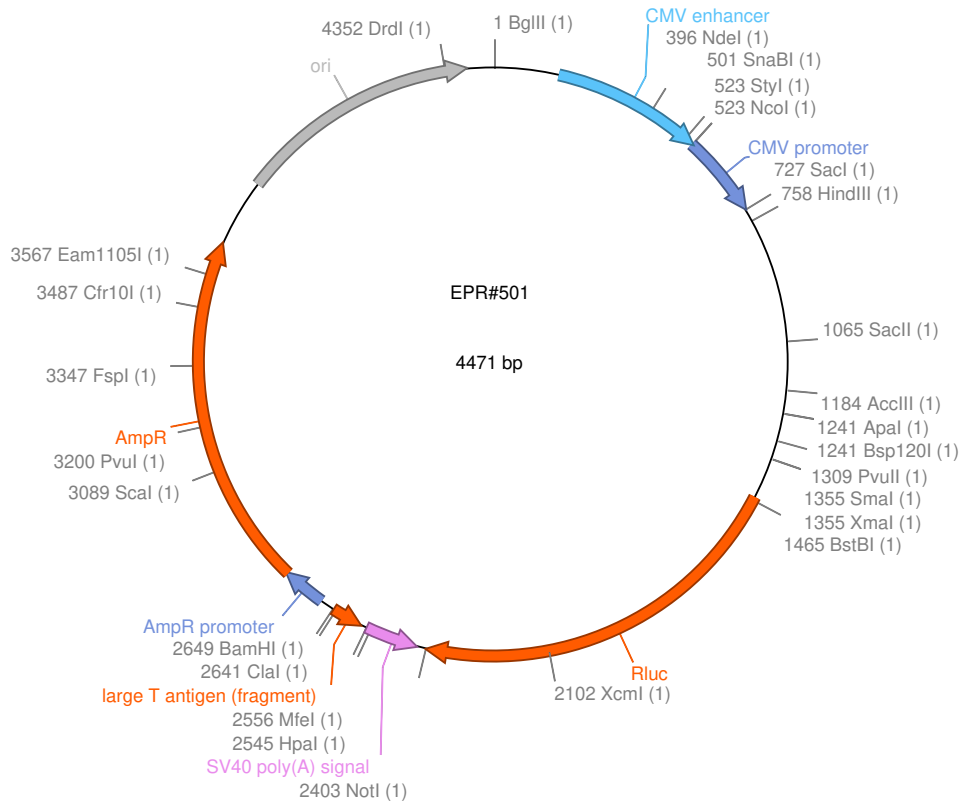 4352 DrdI (1)
1 BglII (1)
CMV enhancer
396 NdeI (1)
501 SnaBI (1)
523 StyI (1)
523 NcoI (1)
CMV promoter
727 SacI (1)
758 HindIII (1)
ori
EPR#501
4471 bp
1065 SacII (1)
1184 AccIII (1)
1241 ApaI (1)
1241 Bsp120I (1)
1309 PvuII (1)
1355 SmaI (1)
1355 XmaI (1)
1465 BstBI (1)
Rluc
2102 XcmI (1)
3567 Eam1105I (1)
3487 Cfr10I (1)
3347 FspI (1)
AmpR
3200 PvuI (1)
3089 ScaI (1)
AmpR promoter
2649 BamHI (1)
2641 ClaI (1)
large T antigen (fragment)
2556 MfeI (1)
2545 HpaI (1)
SV40 poly(A) signal
2403 NotI (1)